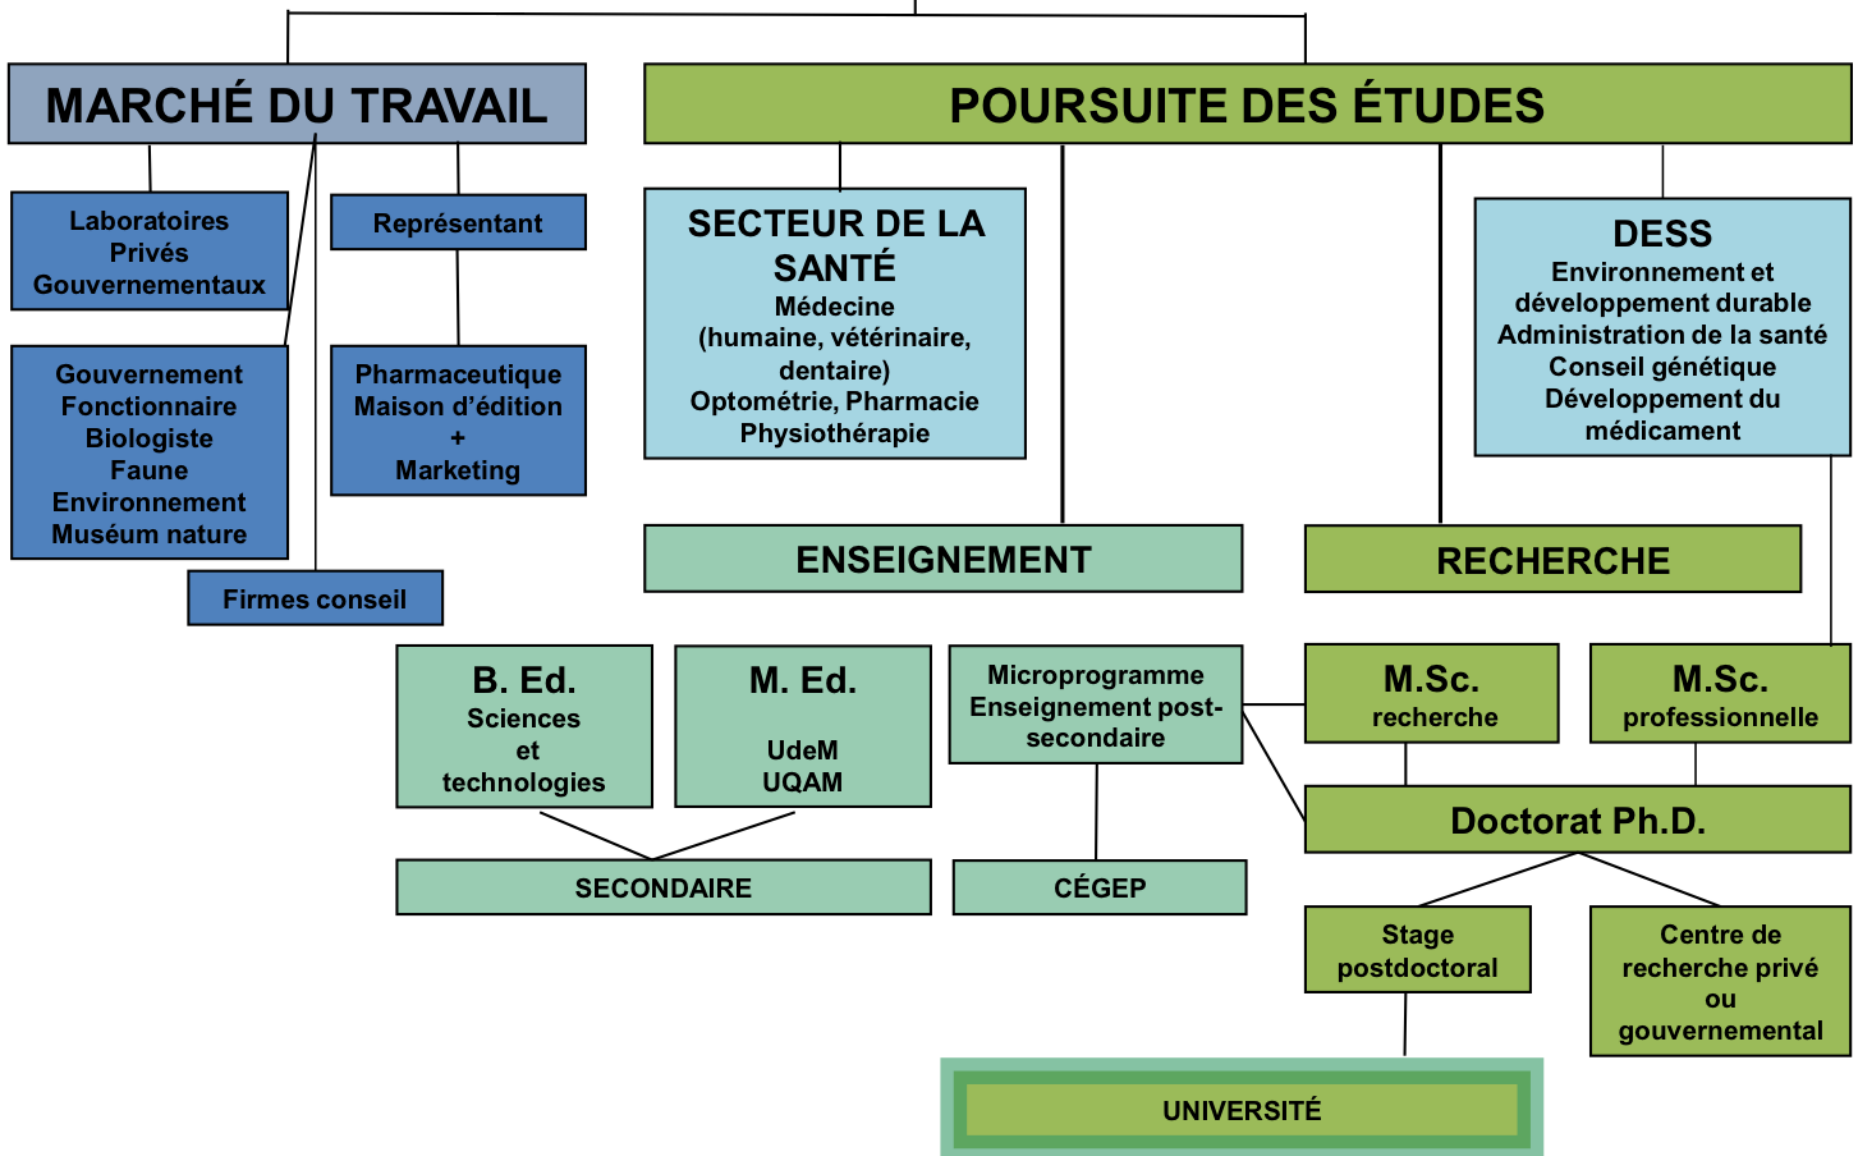 MARCHÉ DU TRAVAIL
POURSUITE DES ÉTUDES
Laboratoires
Privés
Gouvernementaux
Représentant
Gouvernement
Fonctionnaire
Biologiste
Faune
Environnement
Muséum nature
Pharmaceutique
Maison d'édition
+
Marketing
Firmes conseil
SECTEUR DE LA
SANTÉ
Médecine
(humaine, vétérinaire,
dentaire)
Optométrie, Pharmacie
Physiothérapie
DESS
Environnement et
développement durable
Administration de la santé
Conseil génétique
Développement du
médicament
ENSEIGNEMENT
RECHERCHE
B. Ed.
Sciences
et
technologies
M. Ed.
UdeM
UQAM
Microprogramme
Enseignement post-
secondaire
M.Sc.
recherche
M.Sc.
professionnelle
Doctorat Ph.D.
SECONDAIRE
CÉGEP
Stage
postdoctoral
Centre de
recherche privé
ou
gouvernemental
UNIVERSITÉ